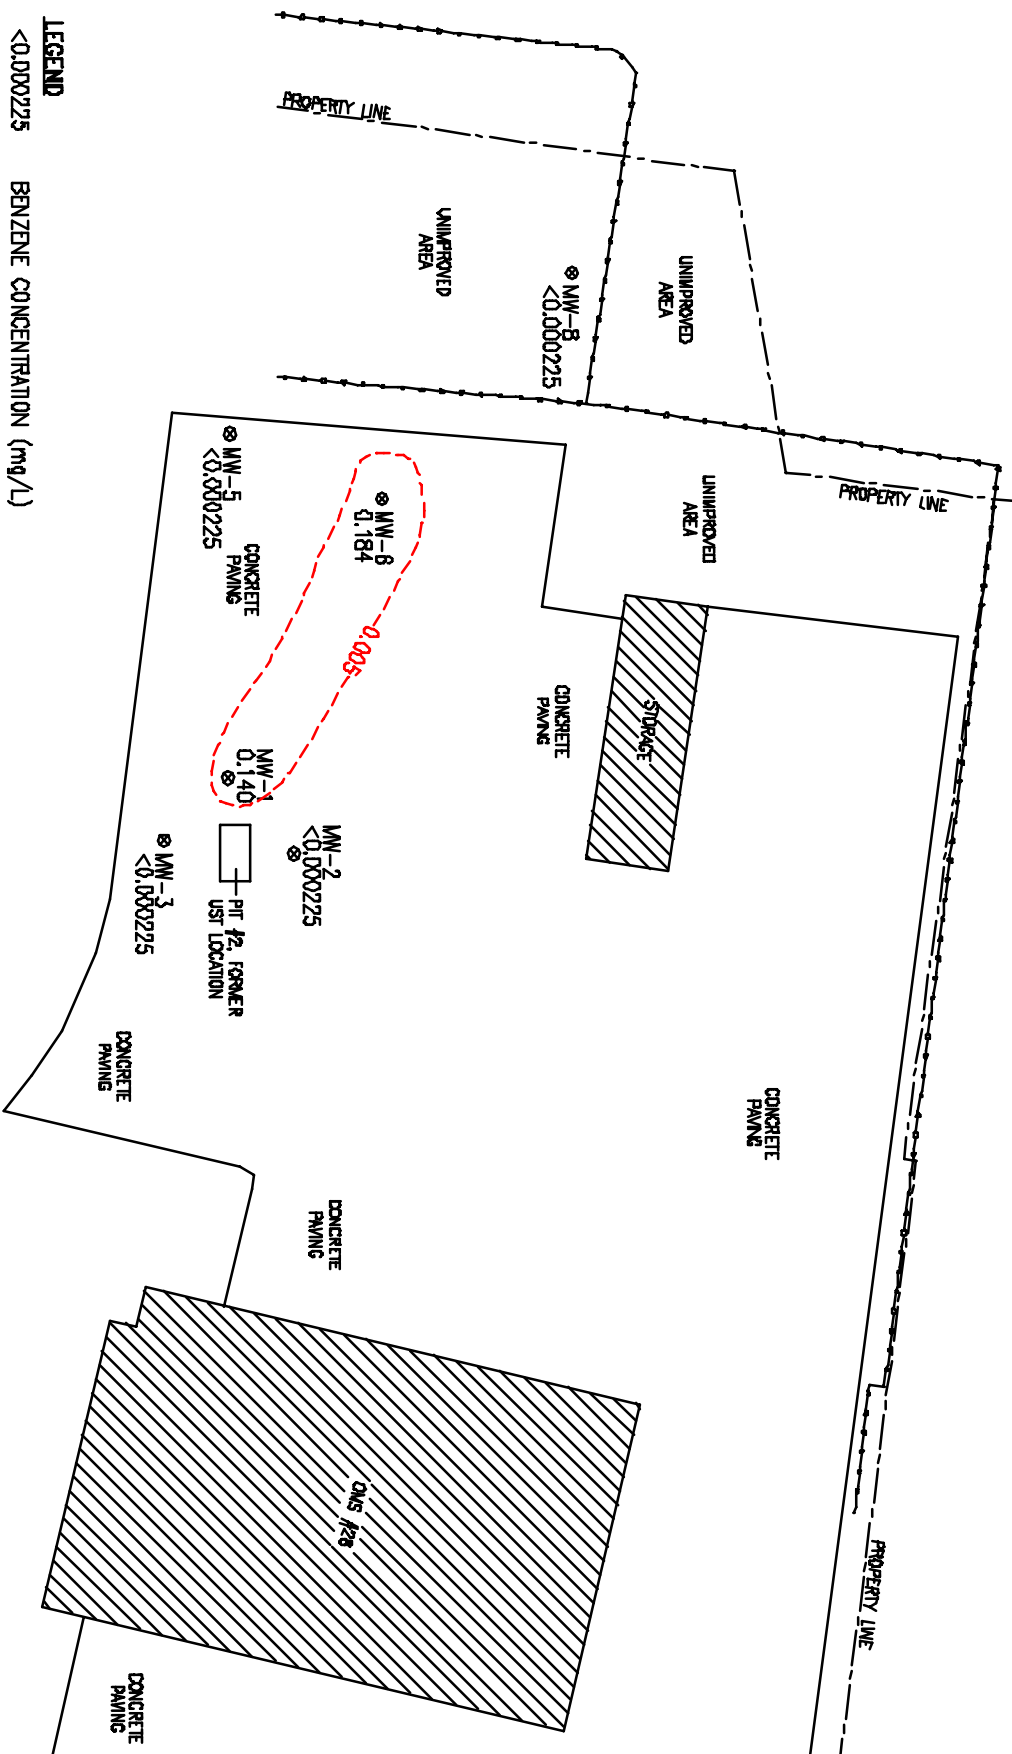 PROPERTY LINE
PROPERTY LINE
CONCRETE
PAVING
UNIMPROVED
AREA
UNIMPROVED
AREA
STORAGE
MW-8
<0.000225
CONCRETE
PAVING
UNIMPROVED
AREA
PROPERTY LINE
MW-6
0.184
0.005
OMS #28
MW-2
<0.000225
CONCRETE
PAVING
MW-1
0.140
CONCRETE
PAVING
MW-5
<0.000225
PIT #2, FORMER
UST LOCATION
MW-3
<0.000225
CONCRETE
PAVING
CONCRETE
PAVING
LEGEND
<0.000225 BENZENE CONCENTRATION (mg/L)